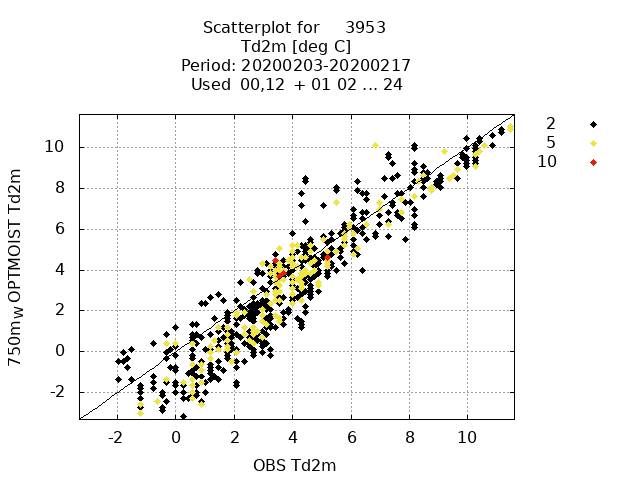 Scatterplot for 3953
Td2m [deg C]
Period: 20200203-20200217
Used 00,12 + 01 02 ... 24
2
5
10
10
8
6
4
2
0
-2
750mW OPTMOIST Td2m
-2 0 2 4 6 8 10
OBS Td2m